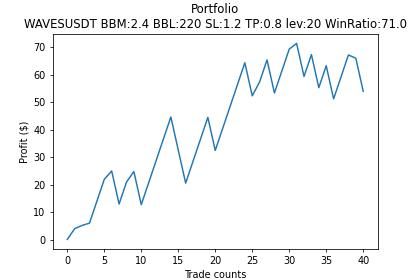 Portfolio
WAVESUSDT BBM:2.4 BBL:220 SL:1.2 TP:0.8 lev:20 WinRatio:71.0
70
60
50
40
30
20
10
0
Profit ($)
0 5 10 15 20 25 30 35 40
Trade counts